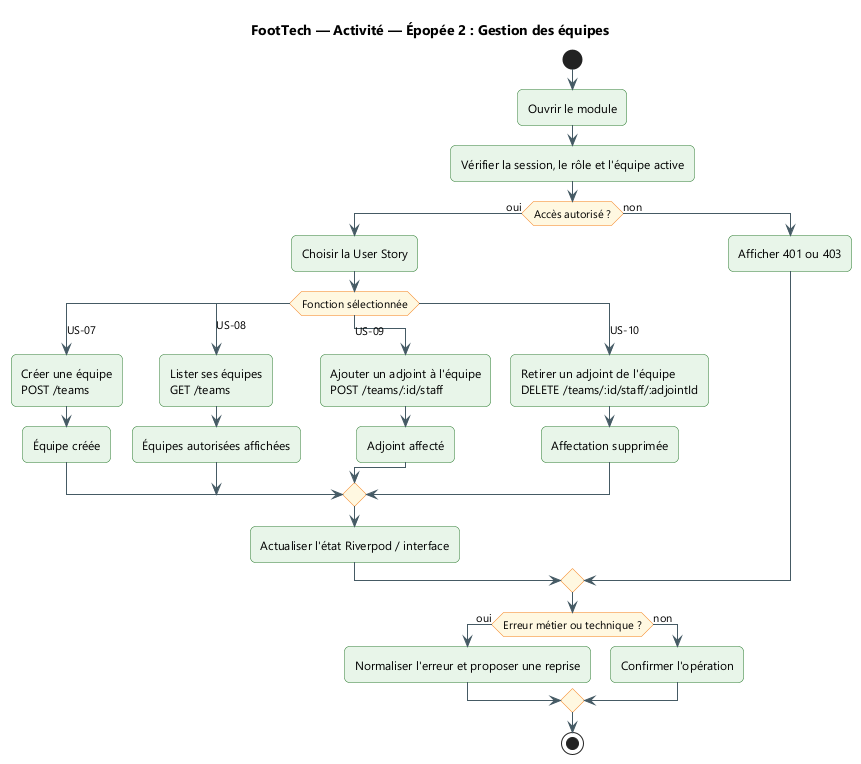 FootTech — Activité — Épopée 2 : Gestion des équipes
Ouvrir le module
Vérifier la session, le rôle et l'équipe active
oui
Accès autorisé ?
non
Choisir la User Story
Afficher 401 ou 403
Fonction sélectionnée
US-07
US-08
US-09
US-10
Créer une équipe
POST /teams
Lister ses équipes
GET /teams
Ajouter un adjoint à l'équipe
POST /teams/:id/staff
Retirer un adjoint de l'équipe
DELETE /teams/:id/staff/:adjointId
Équipe créée
Équipes autorisées affichées
Adjoint affecté
Affectation supprimée
Actualiser l'état Riverpod / interface
oui
Erreur métier ou technique ?
non
Normaliser l'erreur et proposer une reprise
Confirmer l'opération